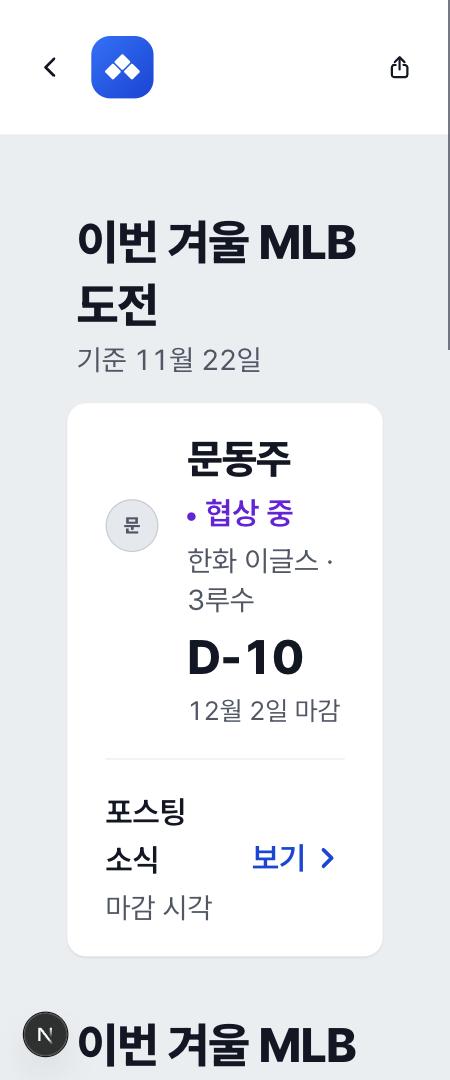 이번 겨울 MLB
도전
기준 11월 22일
문동주
문
• 협상 중
한화 이글스 ·
3루수
D-10
12월 2일 마감
포스팅
소식
보기
마감 시각
N
이번 겨울 MLB